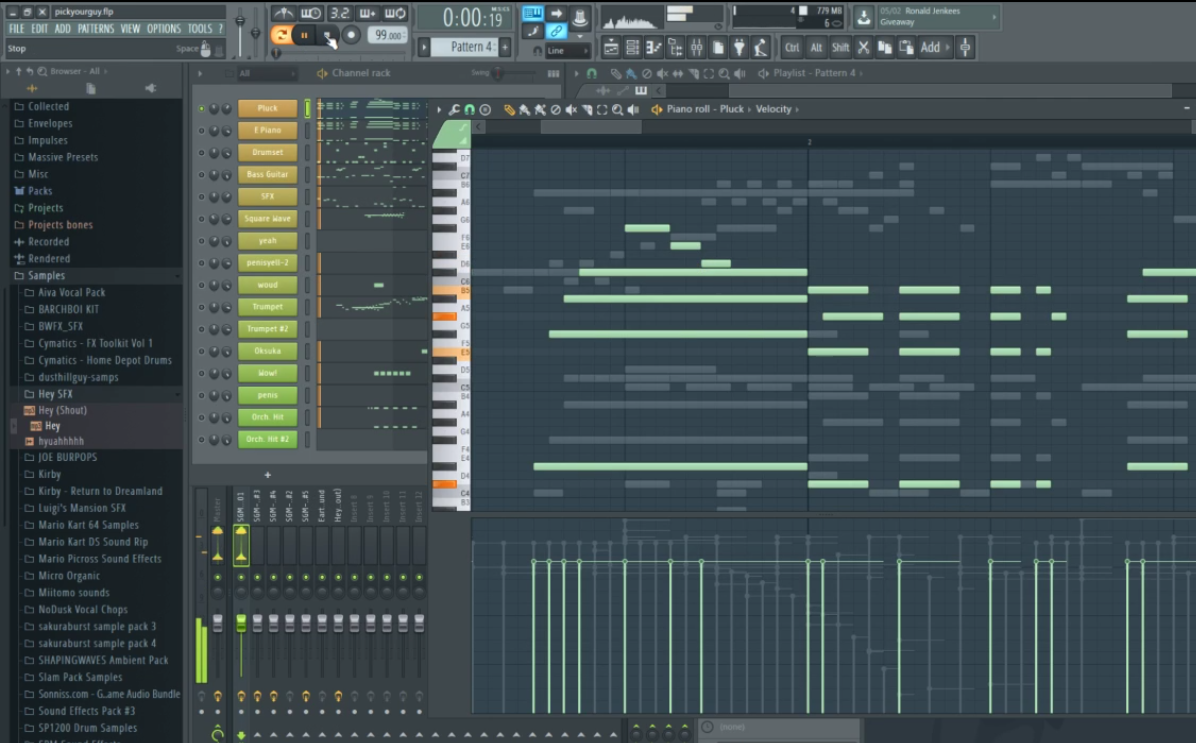 pickyourguy.flp
FILE EDIT ADD PATTERNS VIEW OPTIONS TOOLS ?
Stop
Space
3.2
99.000
0:00:19
M:S:CS
Pattern 4
Line
4
779 MB
6
05/02 Ronald Jenkees
Giveaway
Ctrl Alt Shift
Add
Browser - All
All
Channel rack
Swing
Playlist - Pattern 4
Piano roll - Pluck
Velocity
Collected
Envelopes
Impulses
Massive Presets
Misc
Packs
Projects
Projects bones
Recorded
Rendered
Samples
Aiva Vocal Pack
BARCHBOI KIT
BWFX_SFX
Cymatics - FX Toolkit Vol 1
Cymatics - Home Depot Drums
dusthillguy-samps
Hey SFX
Hey (Shout)
Hey
hyuahhhhh
JOE BURPOPS
Kirby
Kirby - Return to Dreamland
Luigi's Mansion SFX
Mario Kart 64 Samples
Mario Kart DS Sound Rip
Mario Picross Sound Effects
Micro Organic
Miitomo sounds
NoDusk Vocal Chops
sakuraburst sample pack 3
sakuraburst sample pack 4
SHAPINGWAVES Ambient Pack
Slam Pack Samples
Sonniss.com - G..ame Audio Bundle
Sound Effects Pack #3
SP1200 Drum Samples
Pluck
E Piano
Drumset
Bass Guitar
SFX
Square Wave
yeah
penisyell-2
wood
Trumpet
Trumpet #2
Oksuka
Wow!
penis
Orch. Hit
Orch. Hit #2
+
Master
SGM-..01
SGM-..#3
SGM-..#4
SGM-..#2
SGM-..#5
Eart..und
Hey..out)
Insert 8
Insert 9
Insert 10
Insert 11
Insert 12
2
D7
C7
B6
A6
G6
F6
E6
D6
C6
B5
A5
G5
F5
E5
D5
C5
B4
A4
G4
F4
E4
D4
C4
B3
(none)